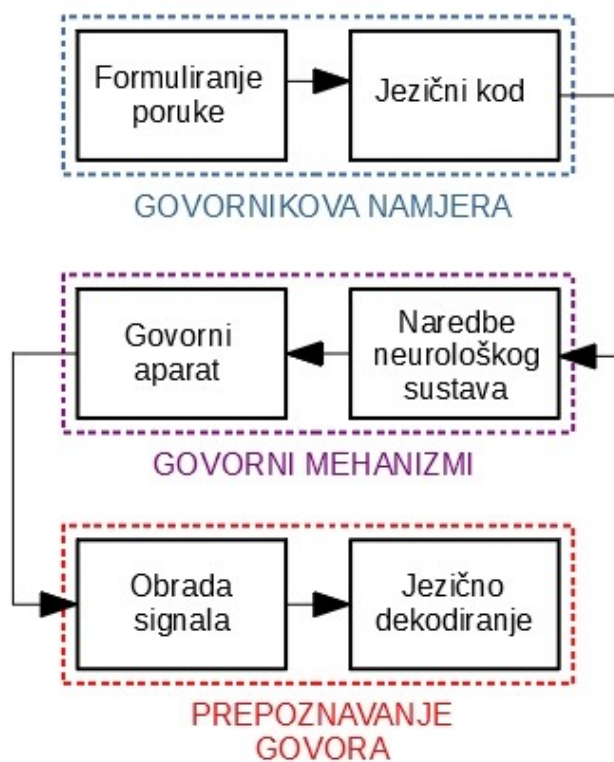 Formuliranje
poruke
Jezični kod
GOVORNIKOVA NAMJERA
Govorni
aparat
Naredbe
neurološkog
sustava
GOVORNI MEHANIZMI
Obrada
signala
Jezično
dekodiranje
PREPOZNAVANJE
GOVORA